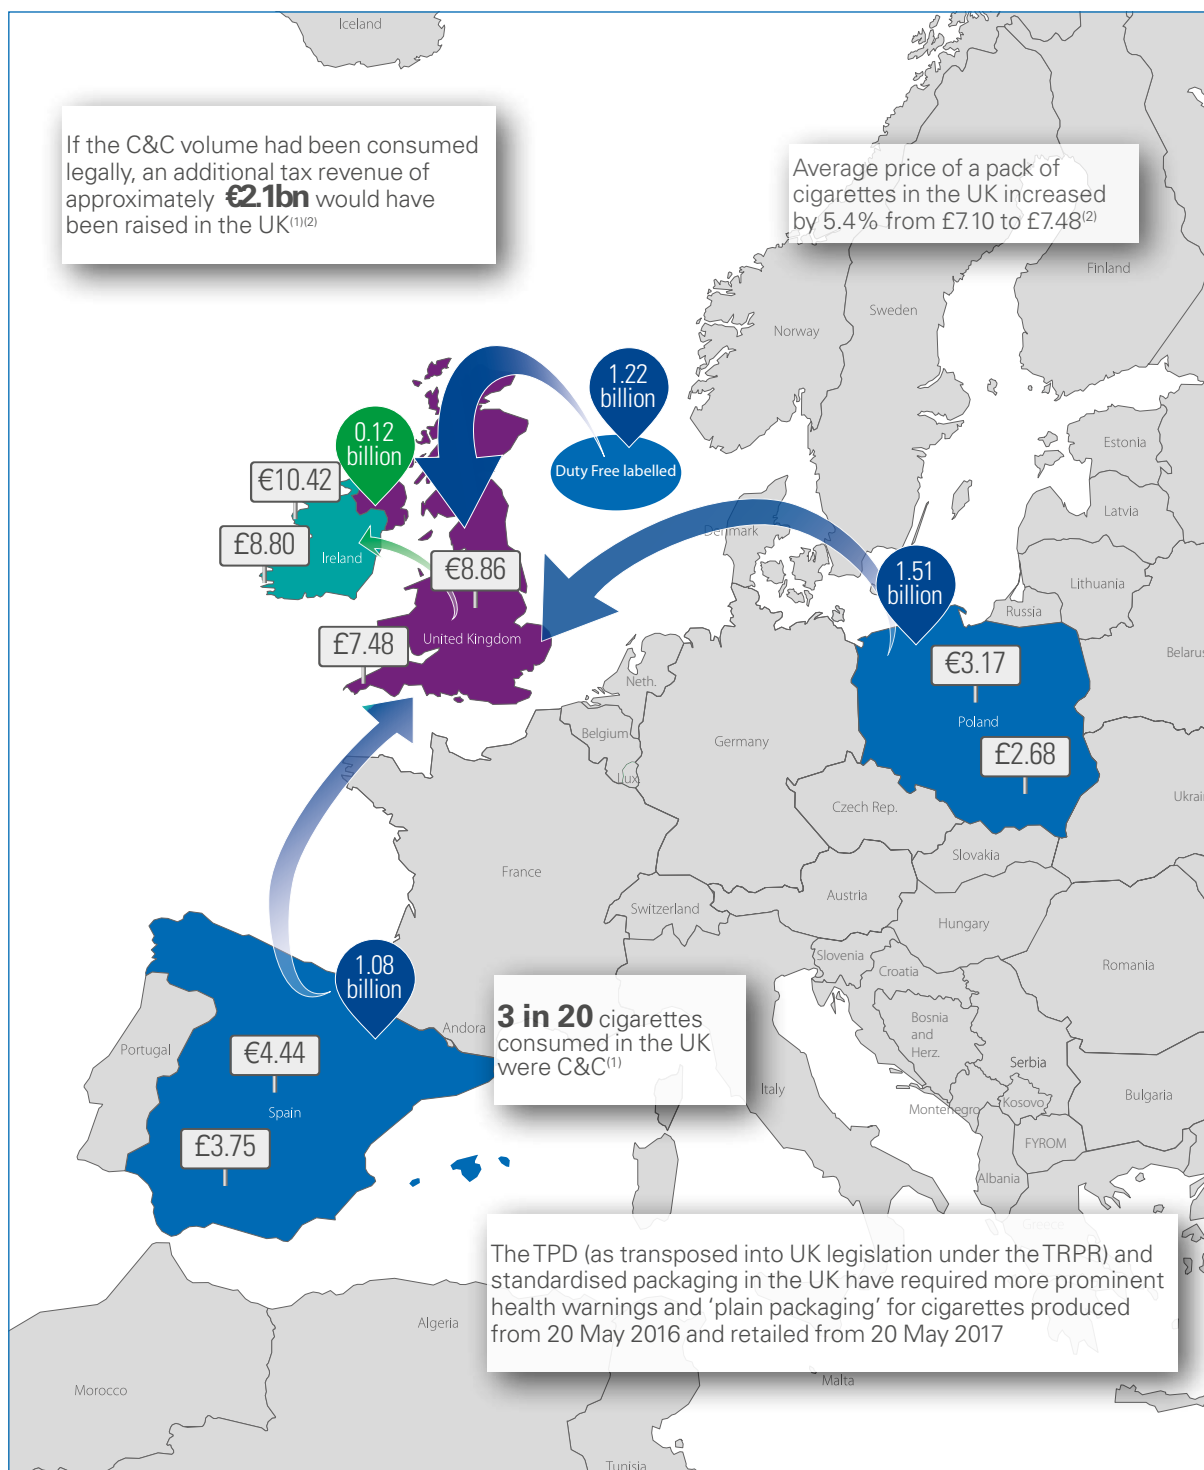 Iceland
If the C&C volume had been consumed
legally, an additional tax revenue of
approximately €2.1bn would have
been raised in the UK(1)(2)
Average price of a pack of
cigarettes in the UK increased
by 5.4% from £7.10 to £7.48(2)
Finland
Sweden
Norway
1.22
billion
0.12
billion
Duty Free labelled
Estonia
€10.42
Latvia
Denmark
£8.80
Ireland
€8.86
1.51
billion
Lithuania
Russia
£7.48
United Kingdom
Belarus
€3.17
Neth.
Poland
Belgium
Germany
£2.68
Lux.
Ukrai
Czech Rep.
Slovakia
France
Austria
Switzerland
Hungary
Slovenia
Croatia
Romania
1.08
billion
Bosnia
and
Herz.
3 in 20 cigarettes
consumed in the UK
were C&C(1)
Andora
Portugal
€4.44
Serbia
Italy
Bulgaria
Kosovo
Montenegro
Spain
£3.75
FYROM
Albania
Greece
The TPD (as transposed into UK legislation under the TRPR) and
standardised packaging in the UK have required more prominent
health warnings and ‘plain packaging’ for cigarettes produced
from 20 May 2016 and retailed from 20 May 2017
Algeria
Malta
Morocco
Tunisia